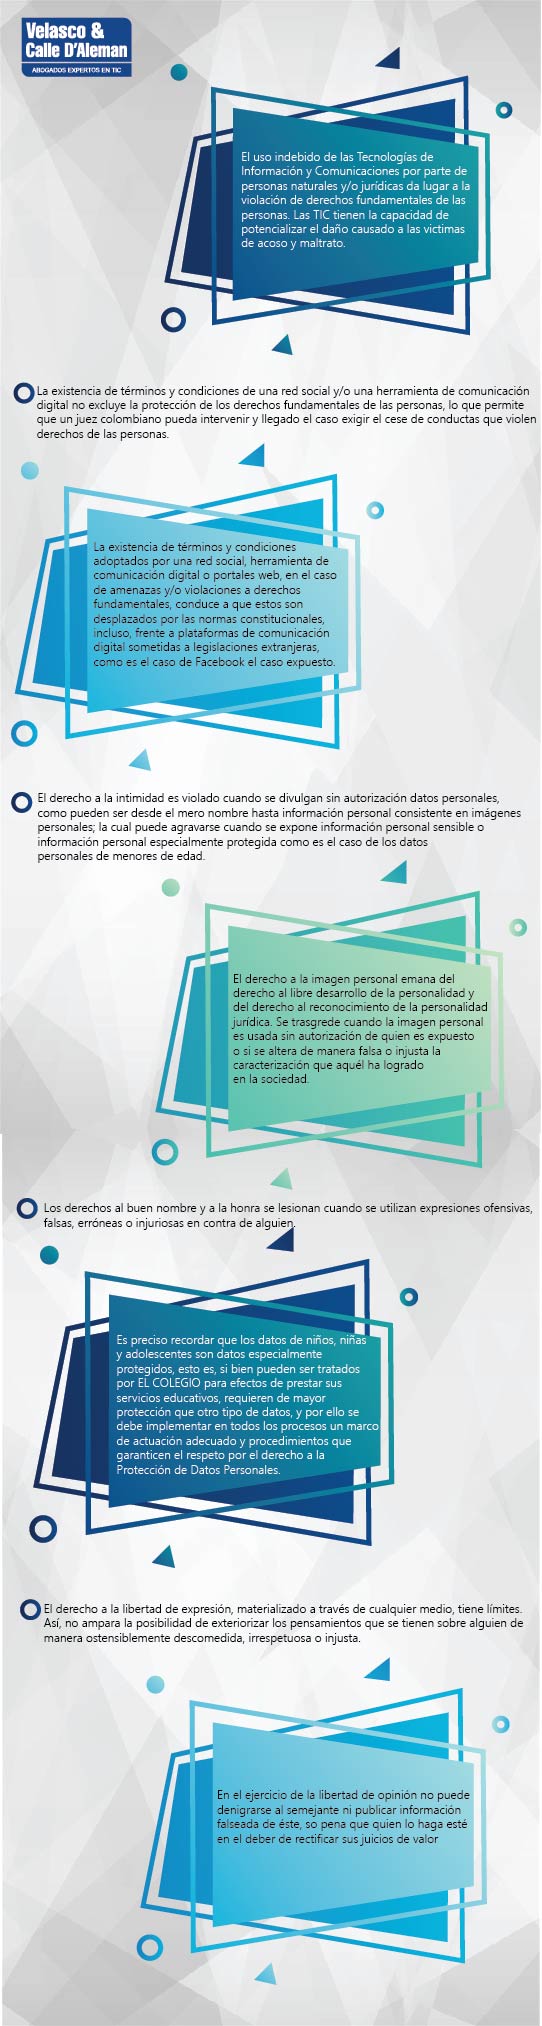 Velasco &
Calle D'Aleman
ABOGADOS EXPERTOS EN TIC
El uso indebido de las Tecnologías de
Información y Comunicaciones por parte de
personas naturales y/o jurídicas da lugar a la
violación de derechos fundamentales de las
personas. Las TIC tienen la capacidad de
potencializar el daño causado a las victimas
de acoso y maltrato.
La existencia de términos y condiciones de una red social y/o una herramienta de comunicación
digital no excluye la protección de los derechos fundamentales de las personas, lo que permite
que un juez colombiano pueda intervenir y llegado el caso exigir el cese de conductas que violen
derechos de las personas.
La existencia de términos y condiciones
adoptados por una red social, herramienta de
comunicación digital o portales web, en el caso
de amenazas y/o violaciones a derechos
fundamentales, conduce a que estos son
desplazados por las normas constitucionales,
incluso, frente a plataformas de comunicación
digital sometidas a legislaciones extranjeras,
como es el caso de Facebook el caso expuesto.
El derecho a la intimidad es violado cuando se divulgan sin autorización datos personales,
como pueden ser desde el mero nombre hasta información personal consistente en imágenes
personales; la cual puede agravarse cuando se expone información personal sensible o
información personal especialmente protegida como es el caso de los datos
personales de menores de edad.
El derecho a la imagen personal emana del
derecho al libre desarrollo de la personalidad y
del derecho al reconocimiento de la personalidad
jurídica. Se trasgrede cuando la imagen personal
es usada sin autorización de quien es expuesto
o si se altera de manera falsa o injusta la
caracterización que aquél ha logrado
en la sociedad.
Los derechos al buen nombre y a la honra se lesionan cuando se utilizan expresiones ofensivas,
falsas, erróneas o injuriosas en contra de alguien.
Es preciso recordar que los datos de niños, niñas
y adolescentes son datos especialmente
protegidos, esto es, si bien pueden ser tratados
por EL COLEGIO para efectos de prestar sus
servicios educativos, requieren de mayor
protección que otro tipo de datos, y por ello se
debe implementar en todos los procesos un marco
de actuación adecuado y procedimientos que
garanticen el respeto por el derecho a la
Protección de Datos Personales.
El derecho a la libertad de expresión, materializado a través de cualquier medio, tiene límites.
Así, no ampara la posibilidad de exteriorizar los pensamientos que se tienen sobre alguien de
manera ostensiblemente descomedida, irrespetuosa o injusta.
En el ejercicio de la libertad de opinión no puede
denigrarse al semejante ni publicar información
falseada de éste, so pena que quien lo haga esté
en el deber de rectificar sus juicios de valor